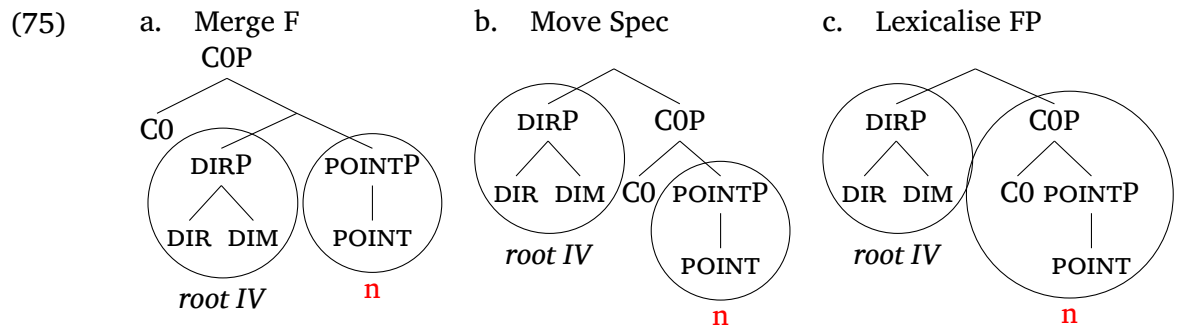 (75) a. Merge F b. Move Spec c. Lexicalise FP
C0P
DIRP C0P DIRP C0P
C0
DIRP POINTP
DIR DIM C0 POINTP DIR DIM C0 POINTP
DIR DIM POINT
root IV POINT root IV POINT
root IV n
n n